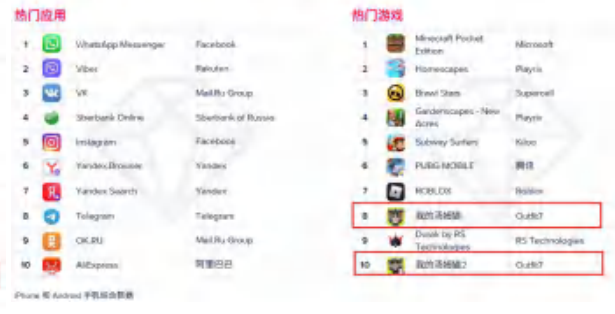 热门应用
1 WhatsApp Messenger Facebook
2 Viber Rakuten
3 VK Mail.Ru Group
4 Sberbank Online Sberbank of Russia
5 Instagram Facebook
6 Yandex.Browser Yandex
7 Yandex Search Yandex
8 Telegram Telegram
9 OK.RU Mail.Ru Group
10 AliExpress 阿里巴巴
iPhone 和 Android 手机综合数据
热门游戏
1 Minecraft Pocket
Edition Microsoft
2 Homescapes Playrix
3 Brawl Stars Supercell
4 Gardenscapes - New
Acres Playrix
5 Subway Surfers Kiloo
6 PUBG MOBILE 腾讯
7 ROBLOX Roblox
8 我的汤姆猫 Outfit7
9 by RS
Technologies RS Technologies
10 我的汤姆猫2 Outfit7